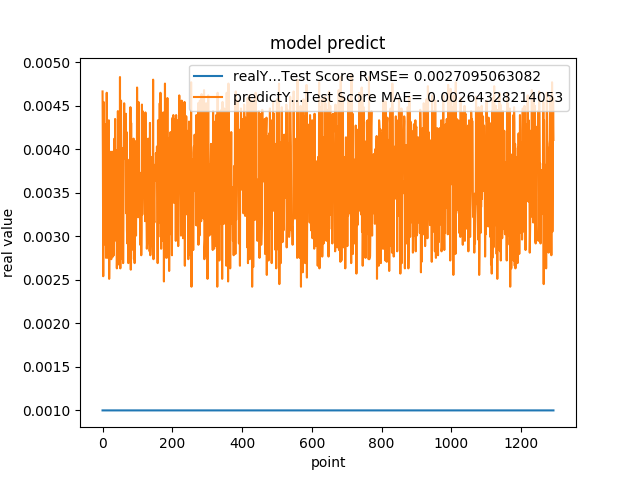 model predict
realY...Test Score RMSE= 0.0027095063082
predictY...Test Score MAE= 0.00264328214053
0.0050
0.0045
0.0040
0.0035
0.0030
0.0025
0.0020
0.0015
0.0010
real value
0 200 400 600 800 1000 1200
point